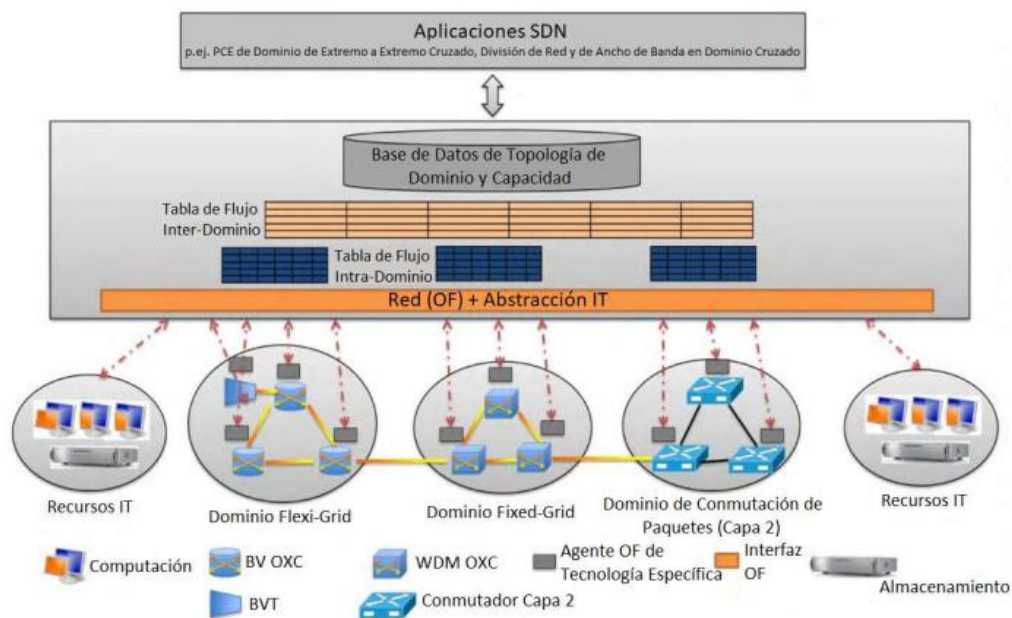 Aplicaciones SDN
p.ej. PCE de Dominio de Extremo a Extremo Cruzado, División de Red y de Ancho de Banda en Dominio Cruzado
Base de Datos de Topología de
Dominio y Capacidad
Tabla de Flujo
Inter-Dominio
Tabla de Flujo
Intra-Dominio
Red (OF) + Abstracción IT
Recursos IT
Dominio Flexi-Grid
Dominio Fixed-Grid
Dominio de Conmutación de
Paquetes (Capa 2)
Recursos IT
Computación
BV OXC
WDM OXC
Agente OF de
Tecnología Específica
Interfaz
OF
Almacenamiento
BVT
Conmutador Capa 2